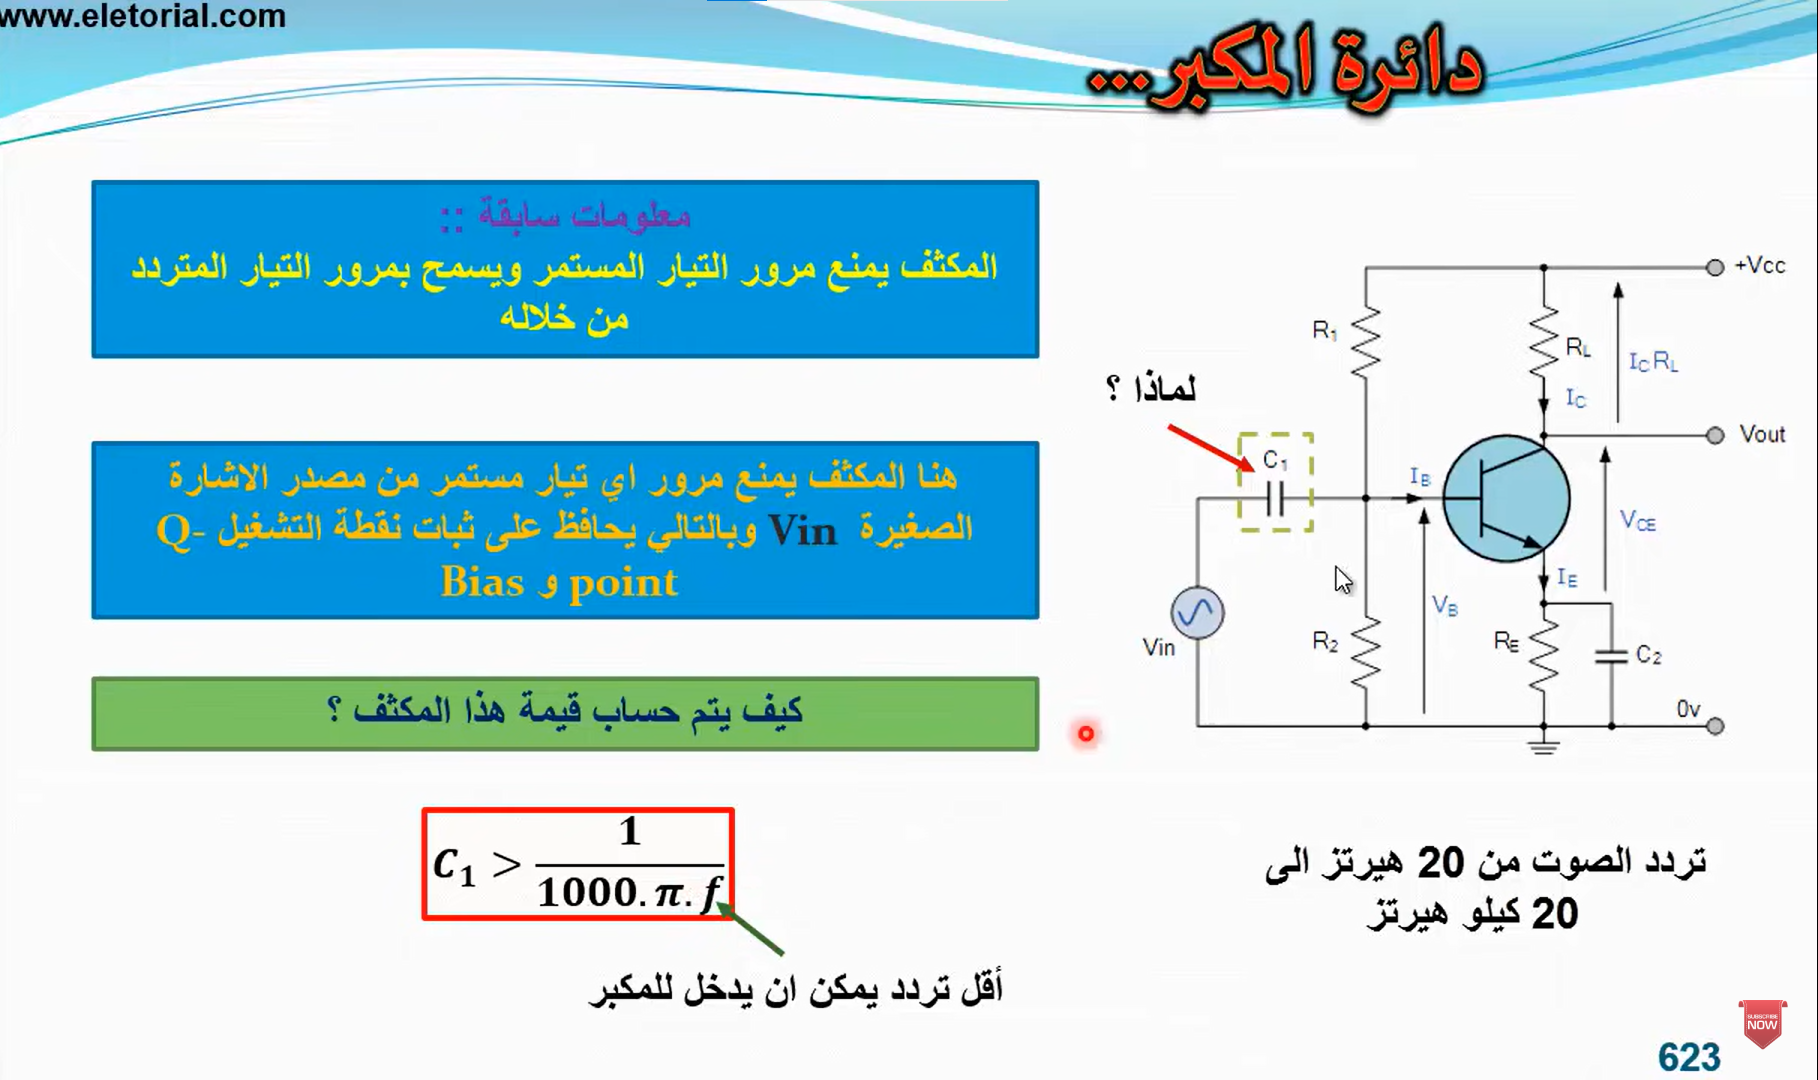 www.eletorial.com
دائرة المكبر...
معلومات سابقة ::
المكثف يمنع مرور التيار المستمر ويسمح بمرور التيار المتردد
من خلاله
هنا المكثف يمنع مرور اي تيار مستمر من مصدر الاشارة
الصغيرة Vin وبالتالي يحافظ على ثبات نقطة التشغيل Q-
point و Bias
كيف يتم حساب قيمة هذا المكثف ؟
C₁ > 1 / 1000.π.f
أقل تردد يمكن ان يدخل للمكبر
لماذا ؟
+Vcc
R₁
RL
IC RL
IC
Vout
C₁
IB
VCE
IE
VB
Vin
R₂
RE
C₂
0v
تردد الصوت من 20 هيرتز الى
20 كيلو هيرتز
SUBSCRIBE
NOW
623